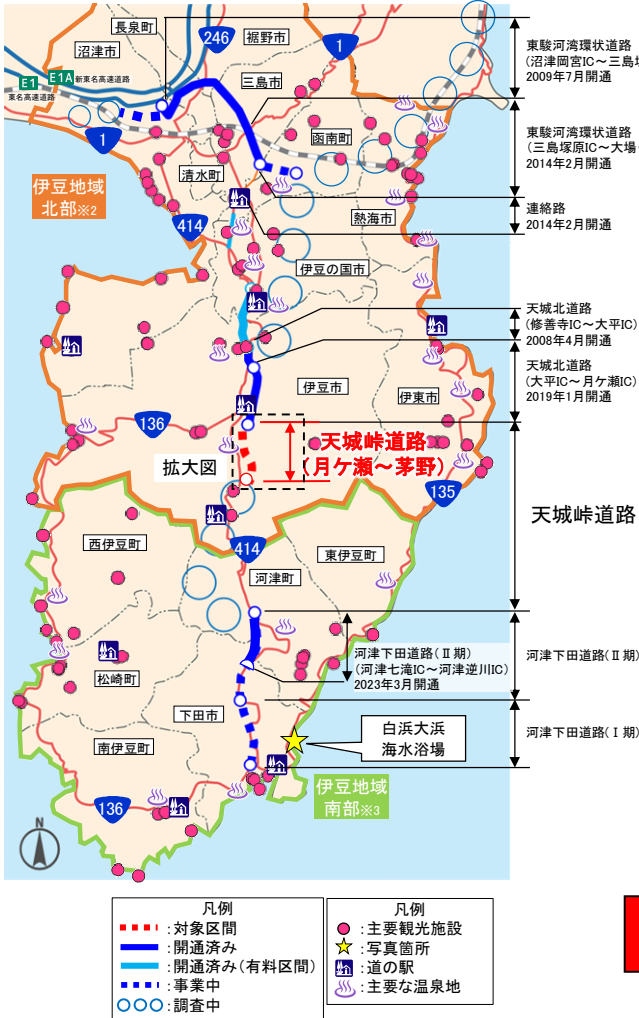 長泉町
沼津市
246
裾野市
1
E1
E1A 新東名高速道路
東名高速道路
三島市
函南町
1
清水町
伊豆地域
北部※2
414
熱海市
伊豆の国市
伊豆市
伊東市
136
拡大図
天城峠道路
(月ケ瀬~茅野)
135
西伊豆町
414
東伊豆町
河津町
松崎町
河津下田道路(Ⅱ期)
(河津七滝IC~河津逆川IC)
2023年3月開通
下田市
白浜大浜
海水浴場
南伊豆町
伊豆地域
南部※3
136
N
東駿河湾環状道路
(沼津岡宮IC~三島塚
2009年7月開通
東駿河湾環状道路
(三島塚原IC~大場
2014年2月開通
連絡路
2014年2月開通
天城北道路
(修善寺IC~大平IC)
2008年4月開通
天城北道路
(大平IC~月ケ瀬IC)
2019年1月開通
天城峠道路
河津下田道路(Ⅱ期)
河津下田道路(Ⅰ期)
凡例
:対象区間
:開通済み
:開通済み(有料区間)
:事業中
:調査中
凡例
:主要観光施設
:写真箇所
:道の駅
:主要な温泉地